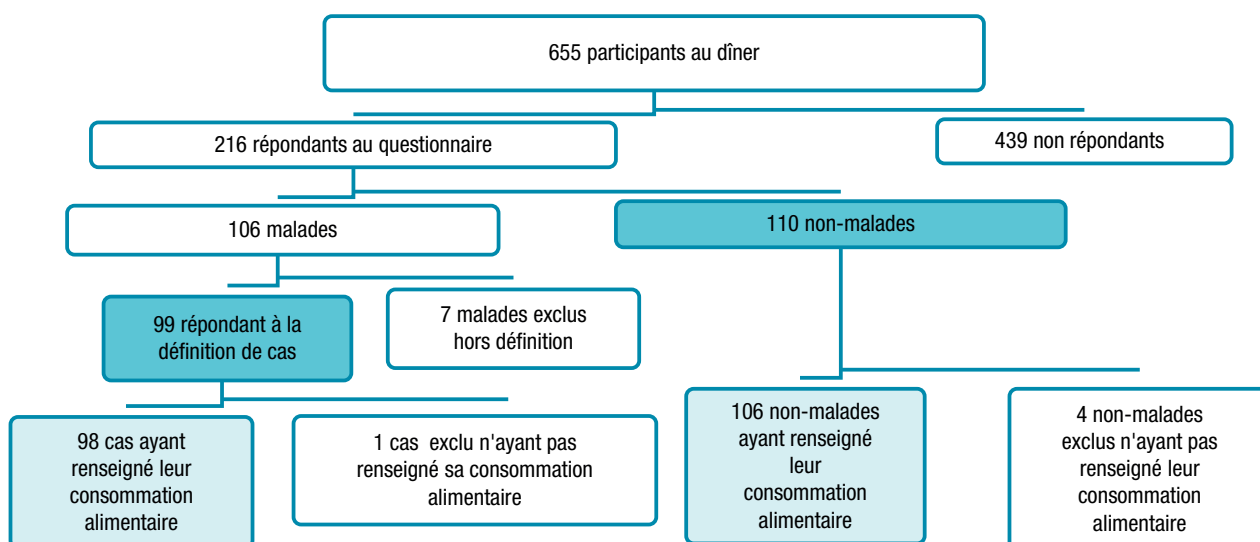 655 participants au dîner
216 répondants au questionnaire
439 non répondants
106 malades
110 non-malades
99 répondant à la
définition de cas
7 malades exclus
hors définition
98 cas ayant
renseigné leur
consommation
alimentaire
1 cas exclu n'ayant pas
renseigné sa consommation
alimentaire
106 non-malades
ayant renseigné
leur
consommation
alimentaire
4 non-malades
exclus n'ayant pas
renseigné leur
consommation
alimentaire